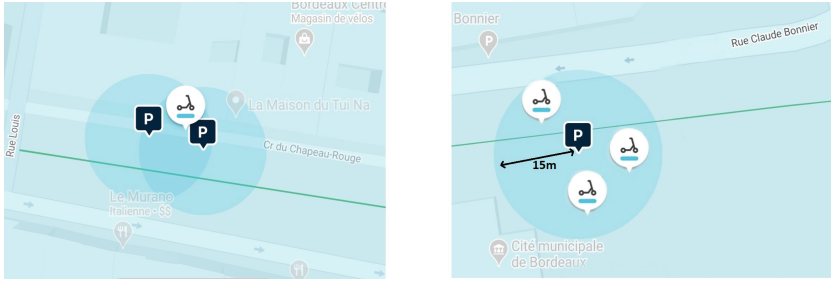 Bordeaux Centr
Magasin de vélos
La Maison du Tui Na
P
P
Rue Louis
Cr du Chapeau-Rouge
Le Murano
Italienne · $$
Bonnier
P
Rue Claude Bonnier
P
15m
Cité municipale
de Bordeaux